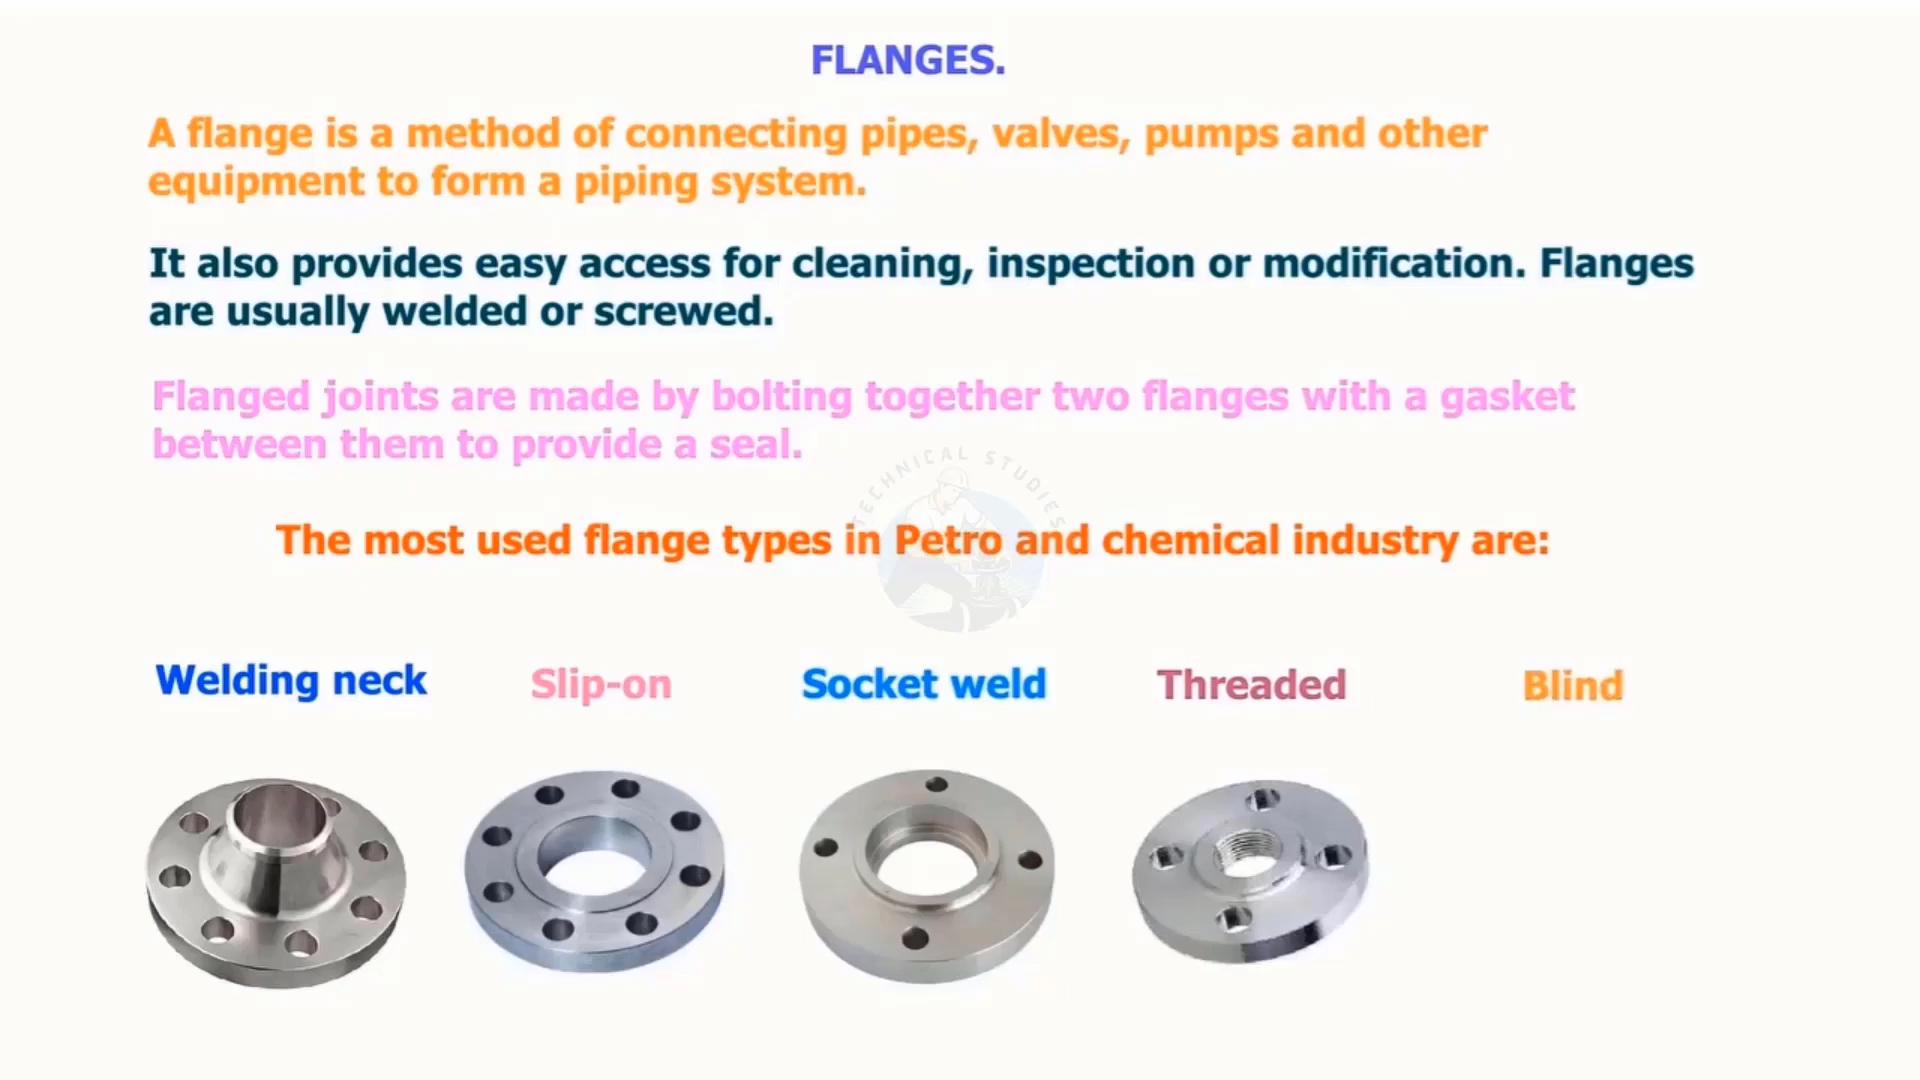 FLANGES.
A flange is a method of connecting pipes, valves, pumps and other
equipment to form a piping system.
It also provides easy access for cleaning, inspection or modification. Flanges
are usually welded or screwed.
Flanged joints are made by bolting together two flanges with a gasket
between them to provide a seal.
TECHNICAL STUDIES
The most used flange types in Petro and chemical industry are:
Welding neck Slip-on Socket weld Threaded Blind